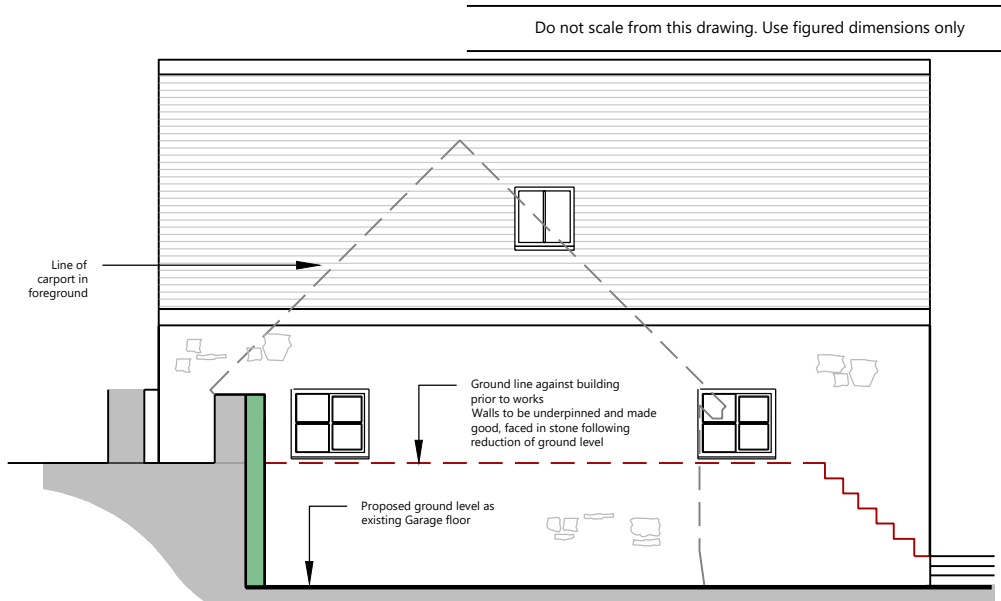 Do not scale from this drawing. Use figured dimensions only
Line of
carport in
foreground
Ground line against building
prior to works
Walls to be underpinned and made
good, faced in stone following
reduction of ground level
Proposed ground level as
existing Garage floor